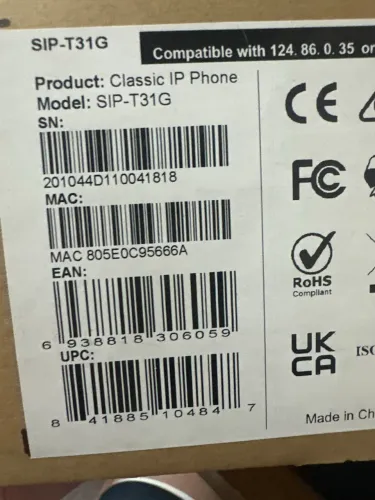 SIP-T31G
Compatible with 124. 86. 0. 35 or
Product: Classic IP Phone
Model: SIP-T31G
SN:
201044D110041818
MAC:
MAC 805E0C95666A
EAN:
6 938818 306059
UPC:
8 41885 10484 7
CE
FC
RoHS
Compliant
UK
CA
ISO
Made in Ch